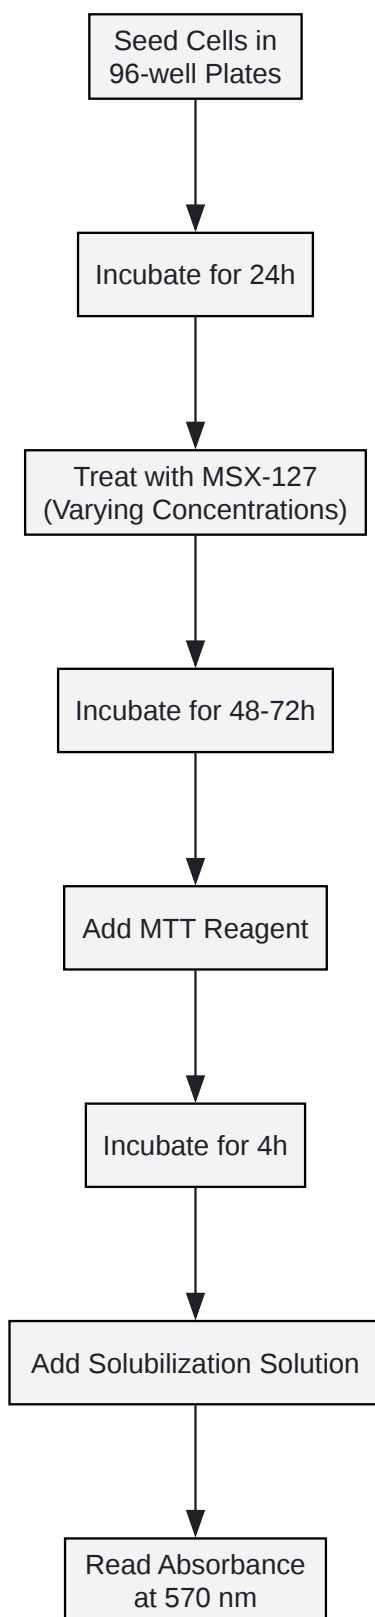 Seed Cells in
96-well Plates
Incubate for 24h
Treat with MSX-127
(Varying Concentrations)
Incubate for 48-72h
Add MTT Reagent
Incubate for 4h
Add Solubilization Solution
Read Absorbance
at 570 nm